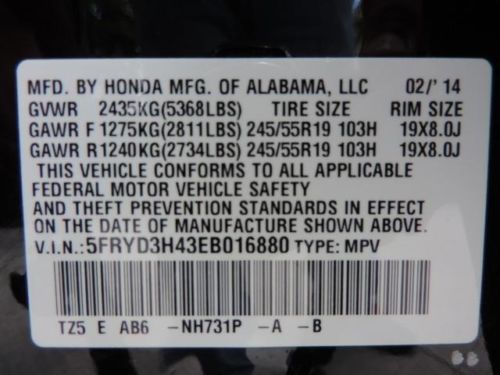 MFD. BY HONDA MFG. OF ALABAMA, LLC 02/' 14
GVWR 2435KG(5368LBS) TIRE SIZE RIM SIZE
GAWR F 1275KG(2811LBS) 245/55R19 103H 19X8.0J
GAWR R1240KG(2734LBS) 245/55R19 103H 19X8.0J
THIS VEHICLE CONFORMS TO ALL APPLICABLE
FEDERAL MOTOR VEHICLE SAFETY
AND THEFT PREVENTION STANDARDS IN EFFECT
ON THE DATE OF MANUFACTURE SHOWN ABOVE.
V.I.N.: 5FRYD3H43EB016880 TYPE: MPV
TZ5 E AB6 -NH731P -A -B